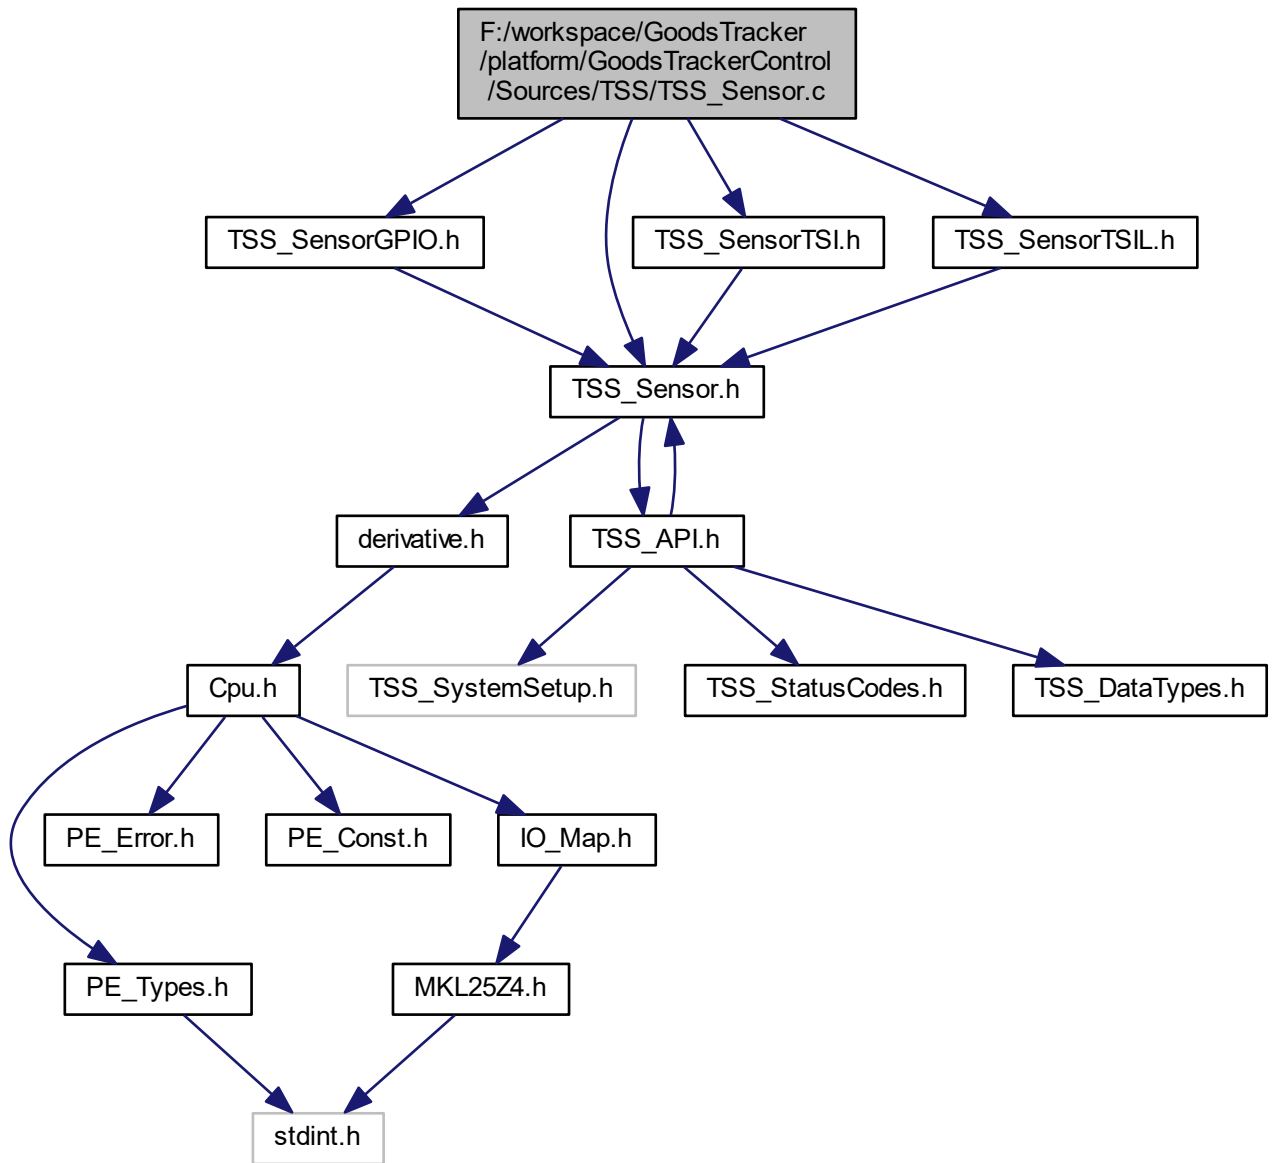 F:/workspace/GoodsTracker
/platform/GoodsTrackerControl
/Sources/TSS/TSS_Sensor.c
TSS_SensorGPIO.h
TSS_SensorTSI.h
TSS_SensorTSIL.h
TSS_Sensor.h
derivative.h
TSS_API.h
Cpu.h
TSS_SystemSetup.h
TSS_StatusCodes.h
TSS_DataTypes.h
PE_Error.h
PE_Const.h
IO_Map.h
PE_Types.h
MKL25Z4.h
stdint.h